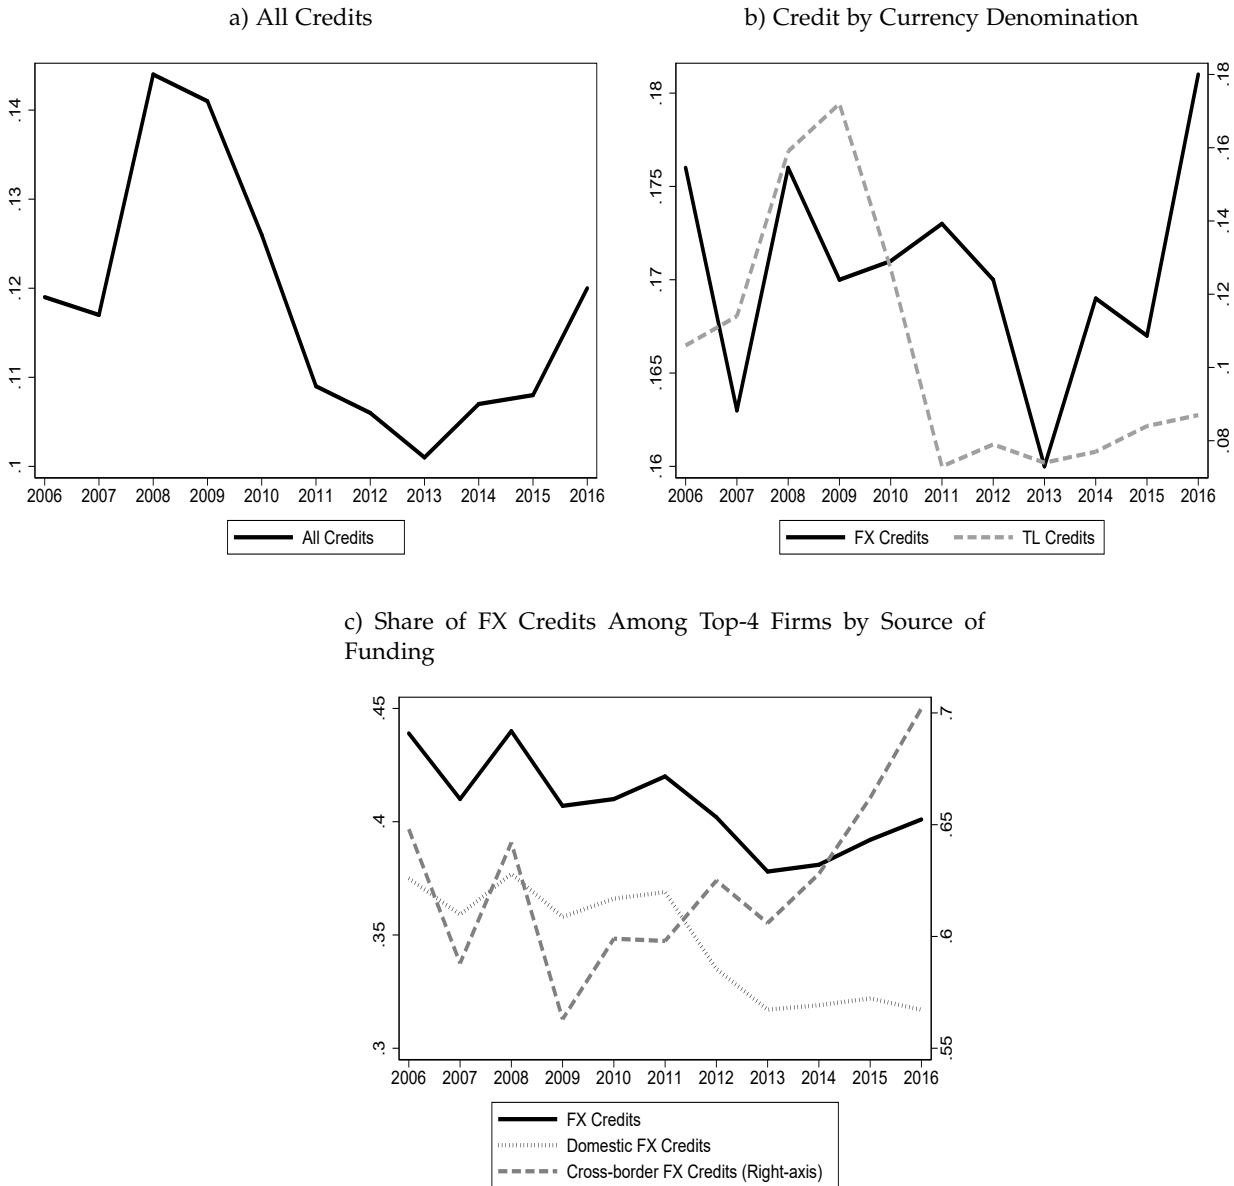 a) All Credits
.14
.13
.12
.11
.1
2006 2007 2008 2009 2010 2011 2012 2013 2014 2015 2016
All Credits
b) Credit by Currency Denomination
.18
.175
.17
.165
.16
.18
.16
.14
.12
.1
.08
2006 2007 2008 2009 2010 2011 2012 2013 2014 2015 2016
FX Credits TL Credits
c) Share of FX Credits Among Top-4 Firms by Source of
Funding
.45
.4
.35
.3
.7
.65
.6
.55
2006 2007 2008 2009 2010 2011 2012 2013 2014 2015 2016
FX Credits
Domestic FX Credits
Cross-border FX Credits (Right-axis)